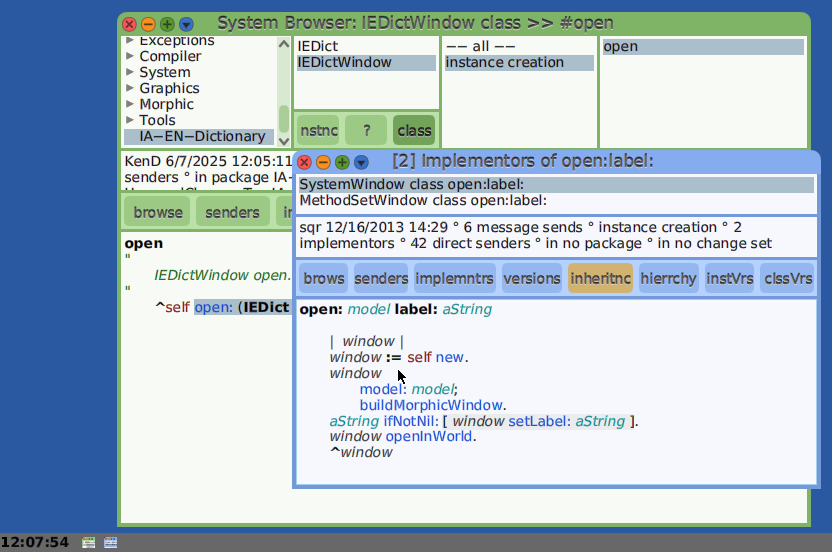 System Browser: IEDictWindow class >> #open
Exceptions
Compiler
System
Graphics
Morphic
Tools
IA−EN−Dictionary
IEDict
IEDictWindow
−− all −−
instance creation
open
nstnc
?
class
KenD 6/7/2025 12:05:11
senders ° in package IA-
browse
senders
open
"
IEDictWindow open.
"
^self open: (IEDict
[2] Implementors of open:label:
SystemWindow class open:label:
MethodSetWindow class open:label:
sqr 12/16/2013 14:29 ° 6 message sends ° instance creation ° 2
implementors ° 42 direct senders ° in no package ° in no change set
brows
senders
implemntrs
versions
inheritnc
hierrchy
instVrs
clssVrs
open: model label: aString
| window |
window := self new.
window
model: model;
buildMorphicWindow.
aString ifNotNil: [ window setLabel: aString ].
window openInWorld.
^window
12:07:54